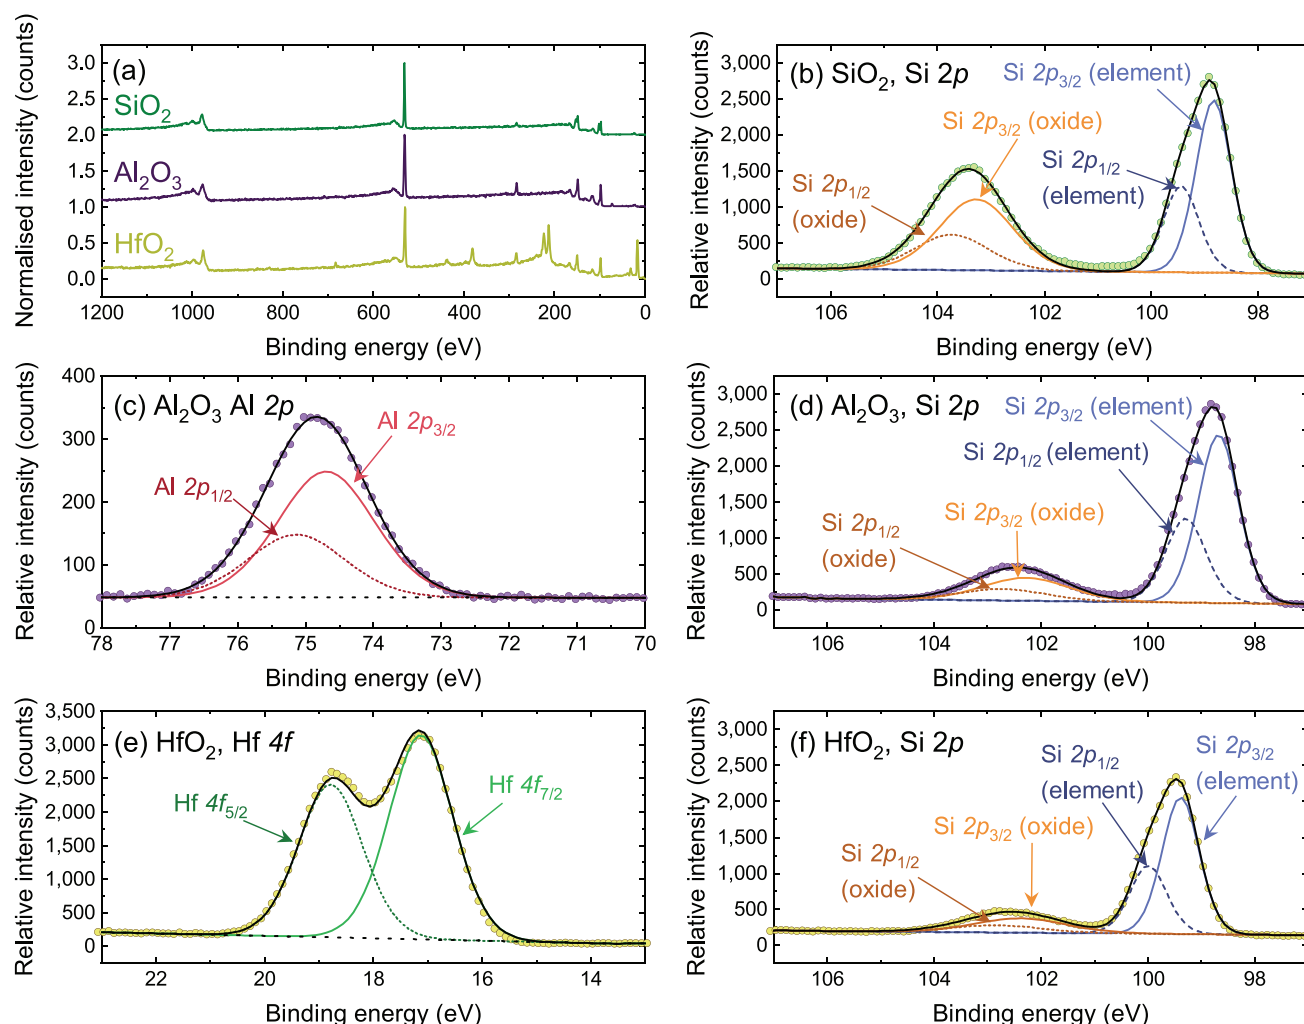 (a)
SiO2
Al2O3
HfO2
Normalised intensity (counts)
3.0
2.5
2.0
1.5
1.0
0.5
0.0
1200 1000 800 600 400 200 0
Binding energy (eV)
(b) SiO2, Si 2p
Si 2p3/2 (element)
Si 2p3/2 (oxide)
Si 2p1/2
(element)
Si 2p1/2
(oxide)
Relative intensity (counts)
3,000
2,500
2,000
1,500
1,000
500
0
106 104 102 100 98
Binding energy (eV)
(c) Al2O3 Al 2p
Al 2p3/2
Al 2p1/2
Relative intensity (counts)
400
300
200
100
0
78 77 76 75 74 73 72 71 70
Binding energy (eV)
(d) Al2O3, Si 2p
Si 2p3/2 (element)
Si 2p1/2 (element)
Si 2p3/2 (oxide)
Si 2p1/2
(oxide)
Relative intensity (counts)
3,000
2,500
2,000
1,500
1,000
500
0
106 104 102 100 98
Binding energy (eV)
(e) HfO2, Hf 4f
Hf 4f7/2
Hf 4f5/2
Relative intensity (counts)
3,500
3,000
2,500
2,000
1,500
1,000
500
0
22 20 18 16 14
Binding energy (eV)
(f) HfO2, Si 2p
Si 2p1/2
(element)
Si 2p3/2
(element)
Si 2p3/2 (oxide)
Si 2p1/2
(oxide)
Relative intensity (counts)
3,000
2,500
2,000
1,500
1,000
500
0
106 104 102 100 98
Binding energy (eV)